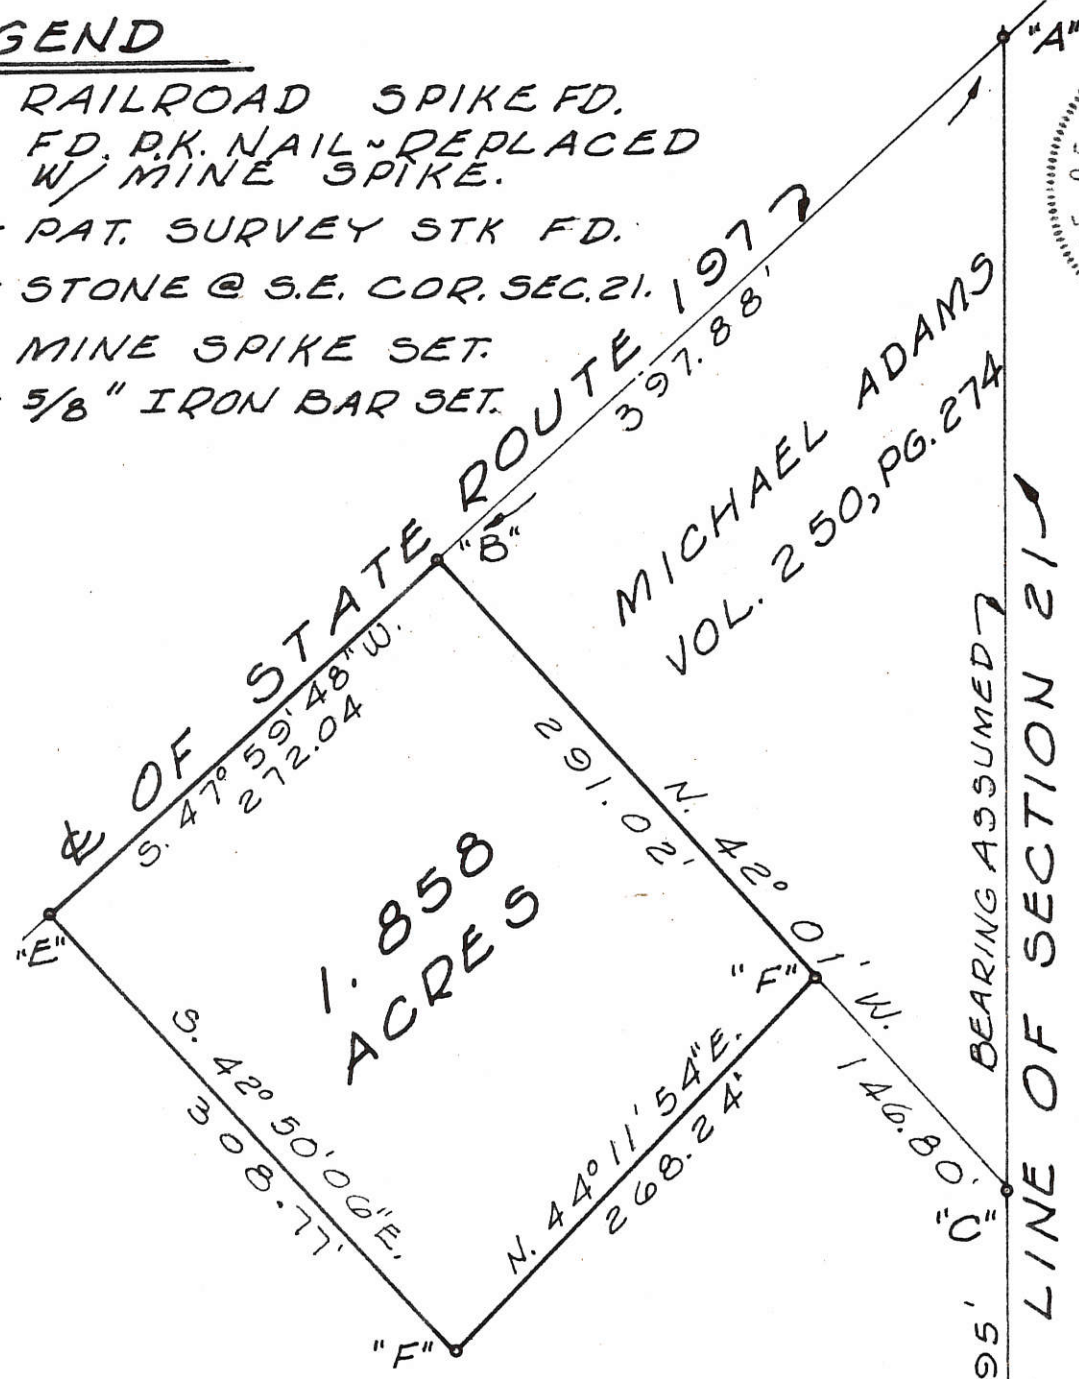 GEND
RAILROAD SPIKE FD.
FD. P.K. NAIL~REPLACED
W/ MINE SPIKE.
PAT. SURVEY STK FD.
STONE @ S.E. COR. SEC. 21.
MINE SPIKE SET.
5/8" IRON BAR SET.
"A"
℄ OF STATE ROUTE 197
397.88'
MICHAEL ADAMS
VOL. 250, PG. 274
"B"
S. 47° 59' 48" W.
272.04
291.02'
N. 42° 01' W.
BEARING ASSUMED
LINE OF SECTION 21
1.858
ACRES
"E"
"F"
146.80'
"C"
S. 42° 50' 06" E.
308.77'
N. 44° 11' 54" E.
268.24'
"F"
95'